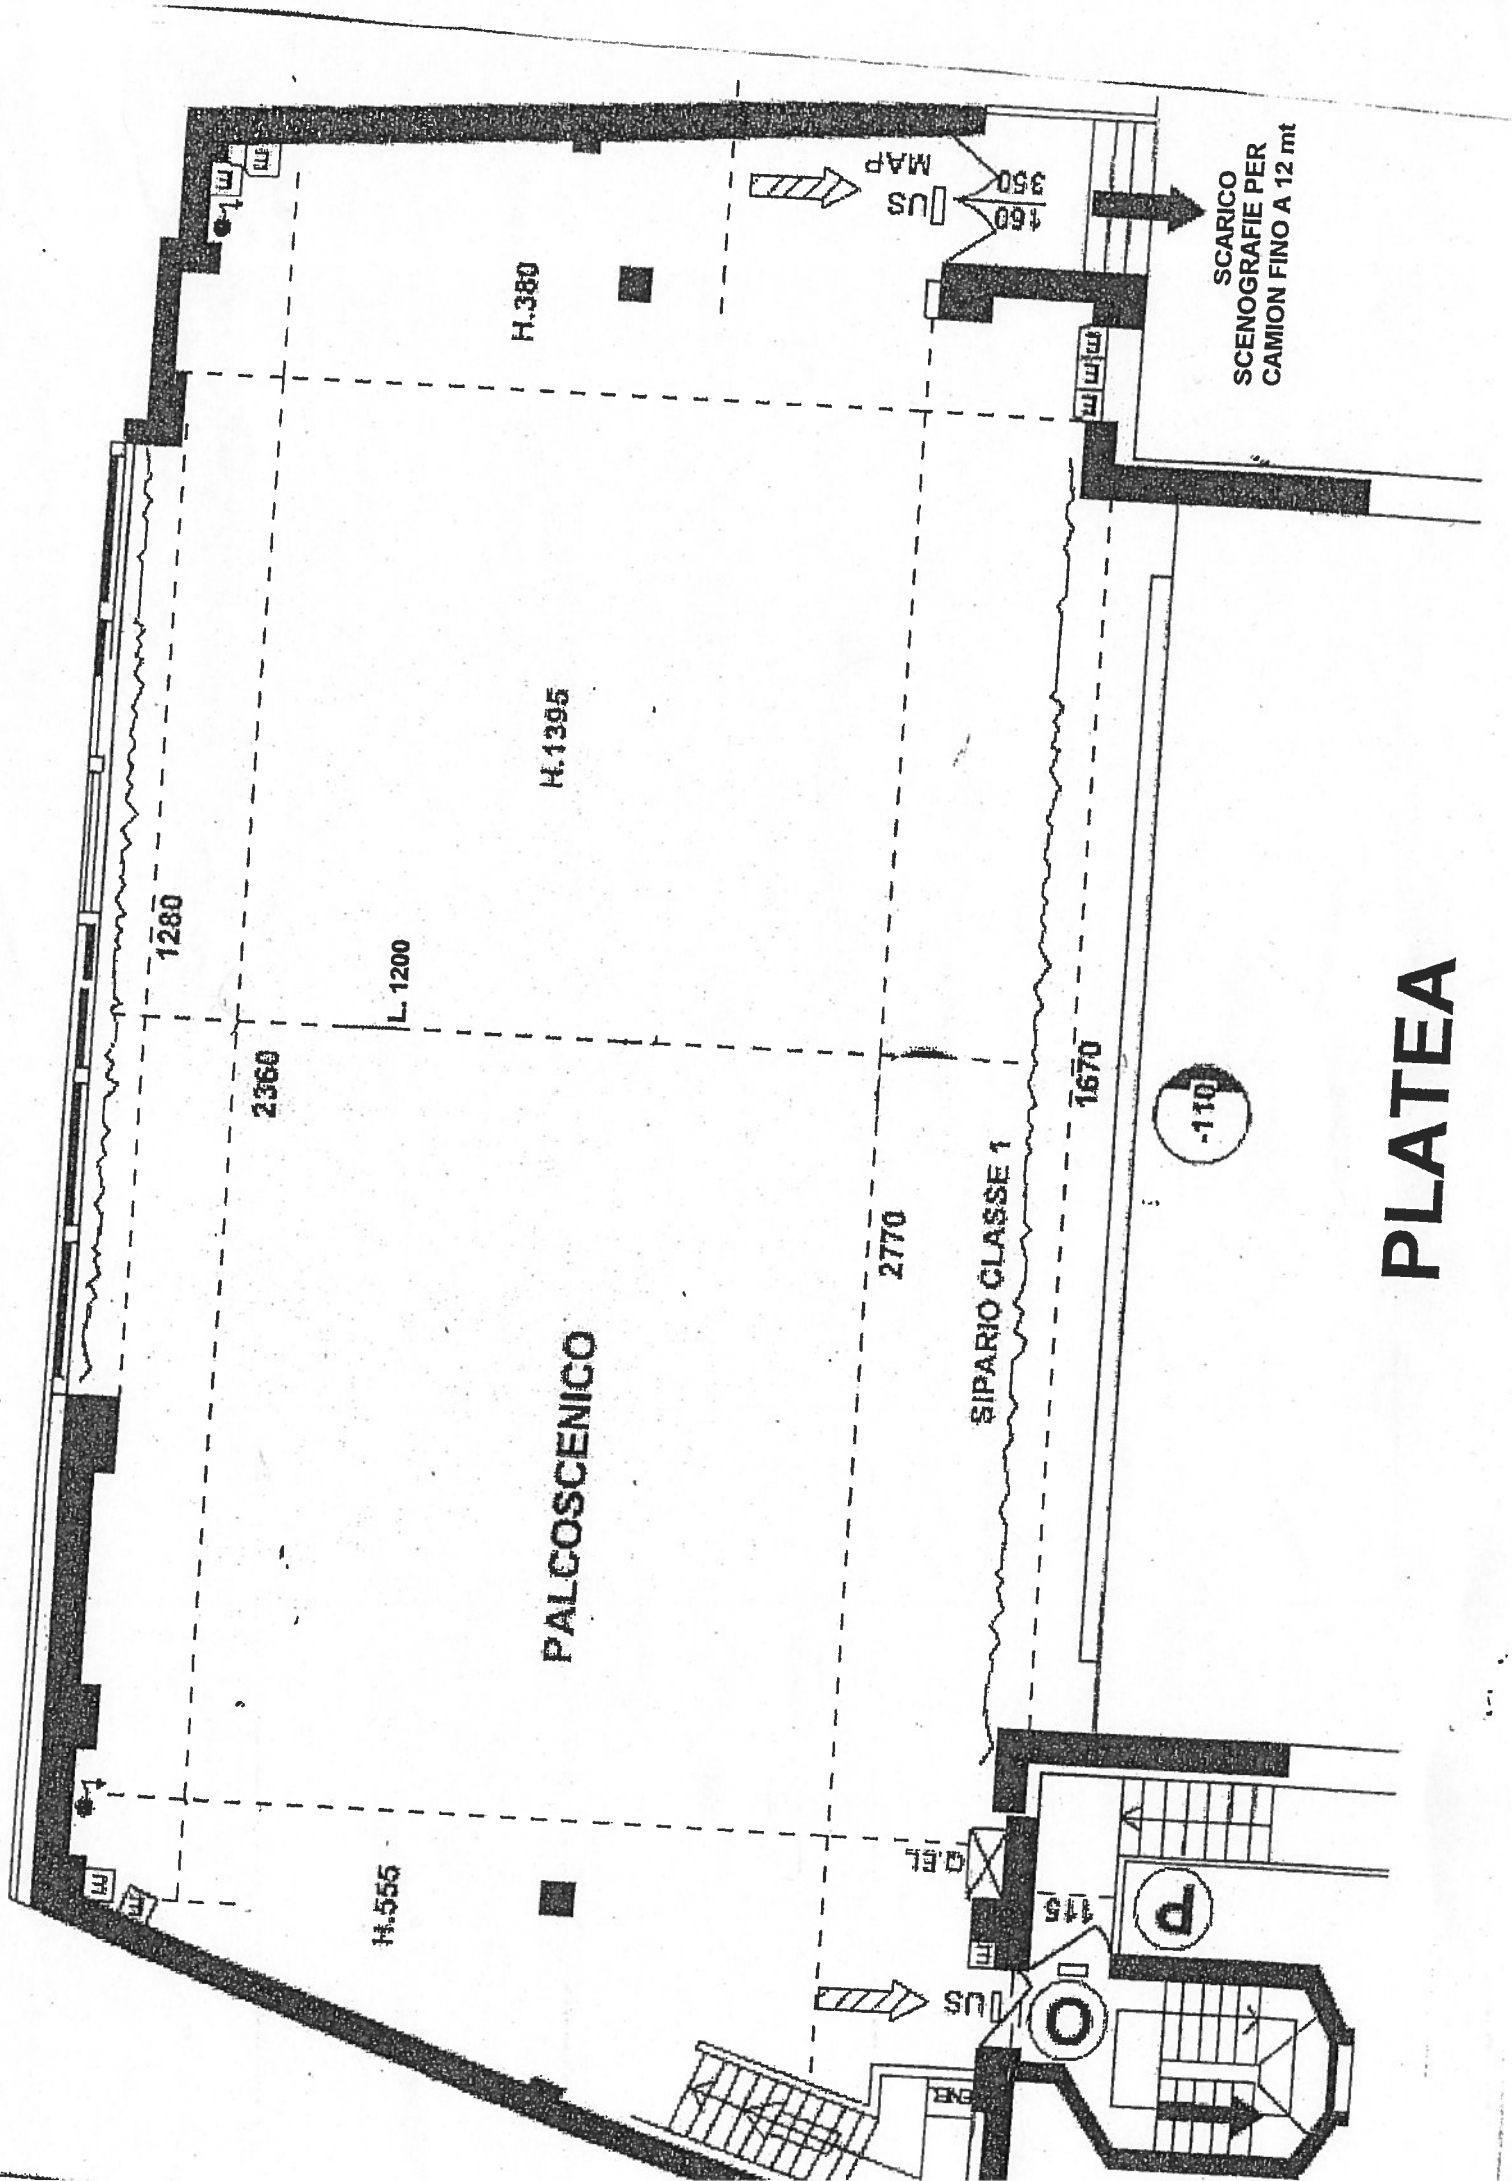 MAP
US
350
160
SCARICO
SCENOGRAFIE PER
CAMION FINO A 12 mt
m
m
H.380
m
m
m
1280
H.1395
L. 1200
2360
1670
-110
PLATEA
2770
SIPARIO CLASSE 1
PALCOSCENICO
Q.EL
m
m
H.555
m
115
P
US
O